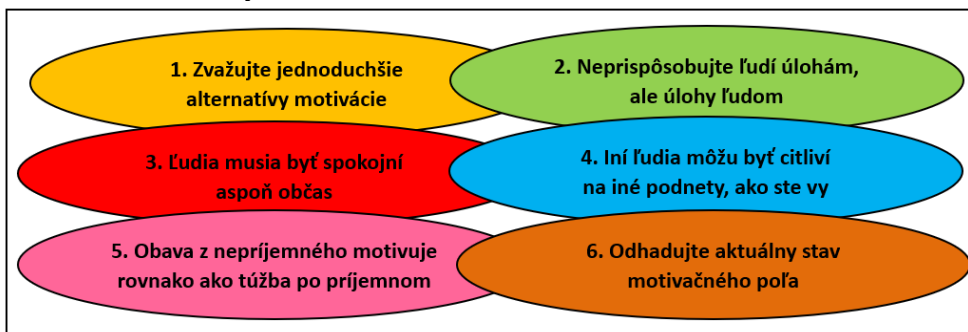 1. Zvažujte jednoduchšie
alternatívy motivácie
2. Neprispôsobujte ľudí úlohám,
ale úlohy ľudom
3. Ľudia musia byť spokojní
aspoň občas
4. Iní ľudia môžu byť citliví
na iné podnety, ako ste vy
5. Obava z nepríjemného motivuje
rovnako ako túžba po príjemnom
6. Odhadujte aktuálny stav
motivačného poľa